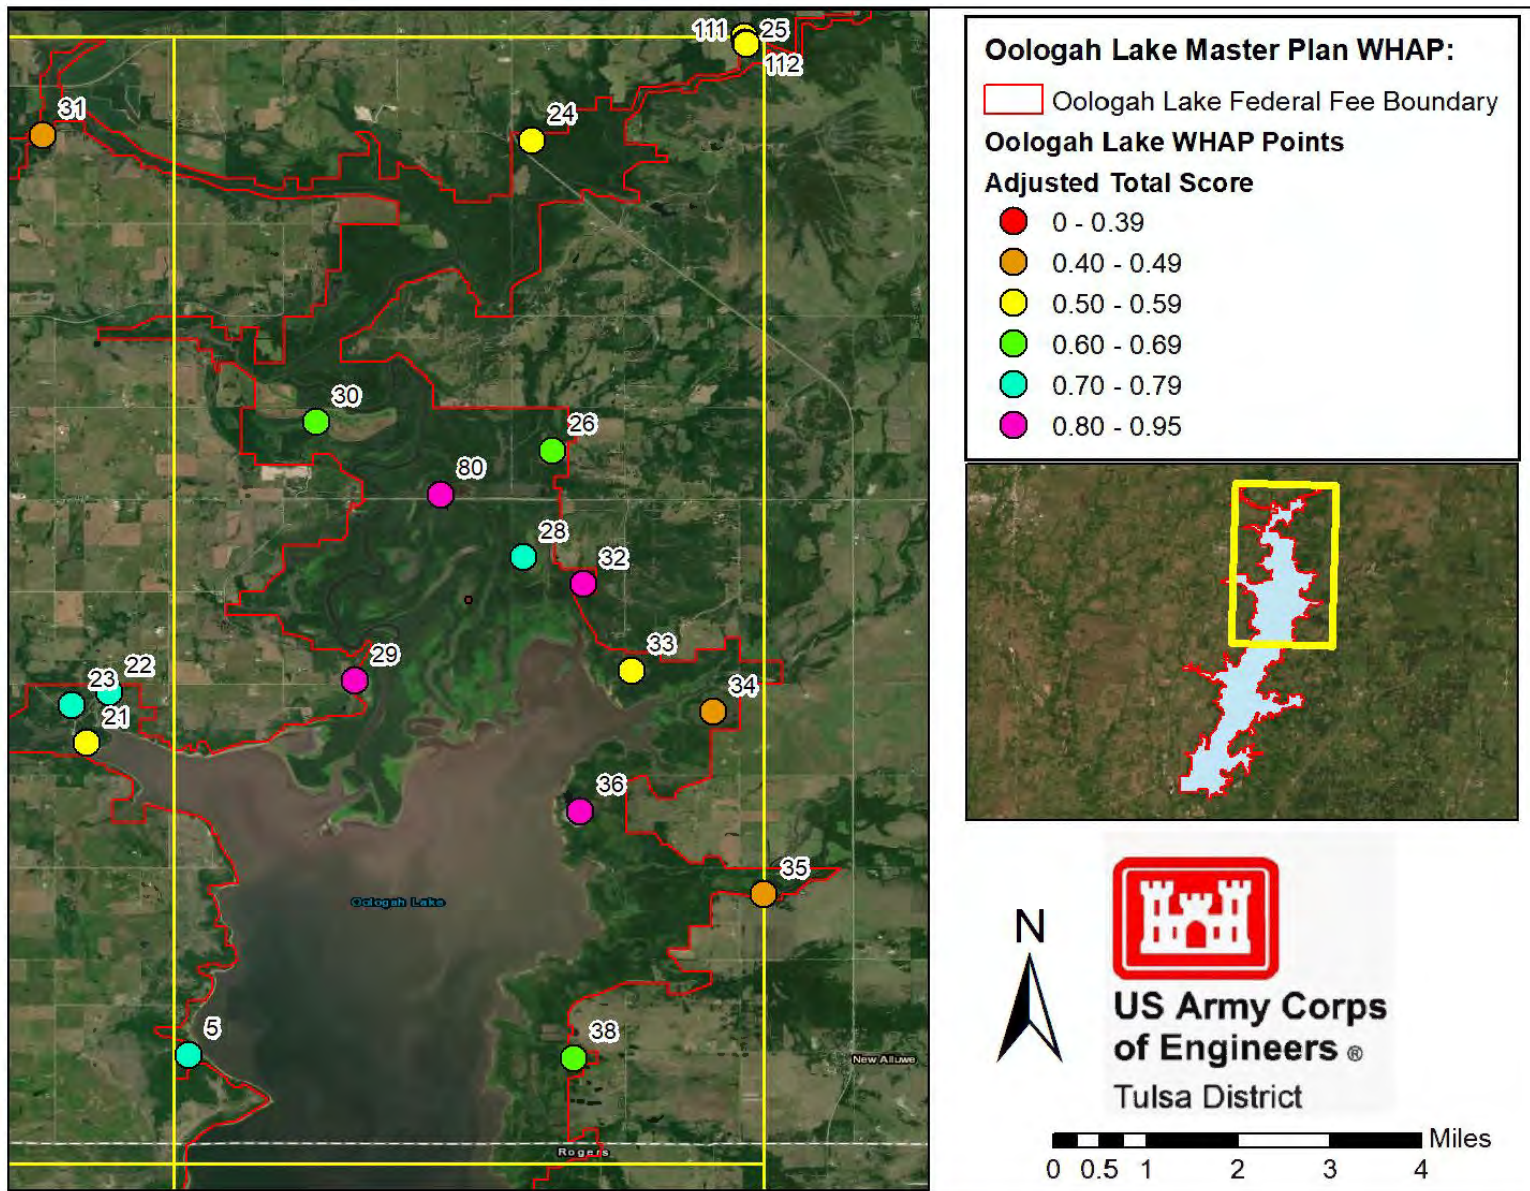 111
25
112
31
24
30
26
80
28
32
33
22
29
23
34
21
36
35
Oologah Lake
5
38
New Alluwe
Rogers
Oologah Lake Master Plan WHAP:
Oologah Lake Federal Fee Boundary
Oologah Lake WHAP Points
Adjusted Total Score
0 - 0.39
0.40 - 0.49
0.50 - 0.59
0.60 - 0.69
0.70 - 0.79
0.80 - 0.95
N
US Army Corps
of Engineers ®
Tulsa District
Miles
0 0.5 1 2 3 4